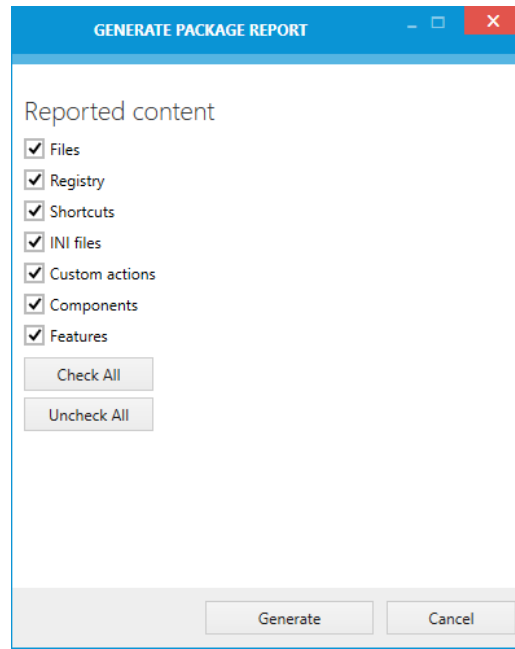 GENERATE PACKAGE REPORT
Reported content
Files
Registry
Shortcuts
INI files
Custom actions
Components
Features
Check All
Uncheck All
Generate Cancel